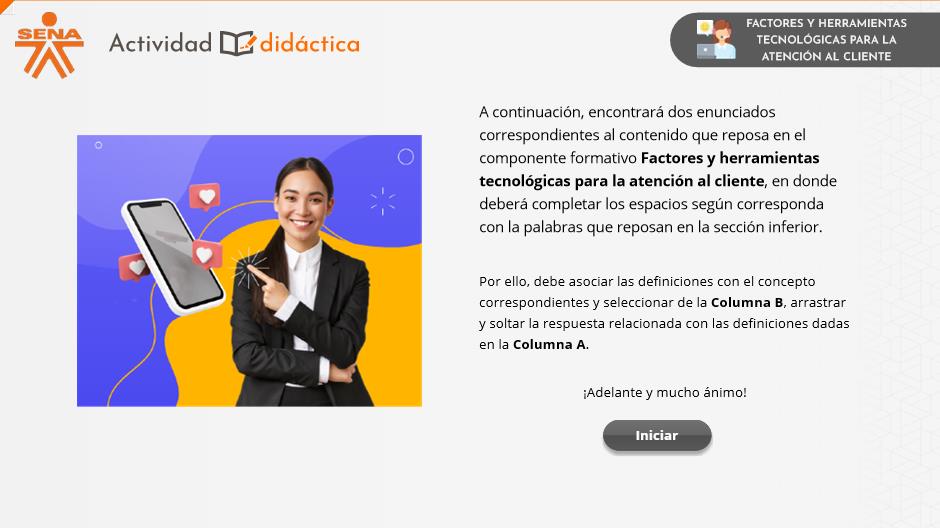 SENA
Actividad didáctica
FACTORES Y HERRAMIENTAS
TECNOLÓGICAS PARA LA
ATENCIÓN AL CLIENTE
A continuación, encontrará dos enunciados
correspondientes al contenido que reposa en el
componente formativo Factores y herramientas
tecnológicas para la atención al cliente, en donde
deberá completar los espacios según corresponda
con la palabras que reposan en la sección inferior.
Por ello, debe asociar las definiciones con el concepto
correspondientes y seleccionar de la Columna B, arrastrar
y soltar la respuesta relacionada con las definiciones dadas
en la Columna A.
¡Adelante y mucho ánimo!
Iniciar